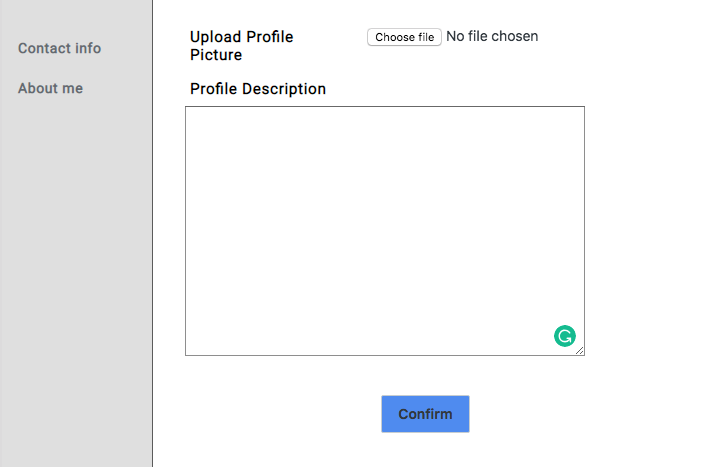 Contact info
About me
Upload Profile
Picture
Choose file No file chosen
Profile Description
Confirm